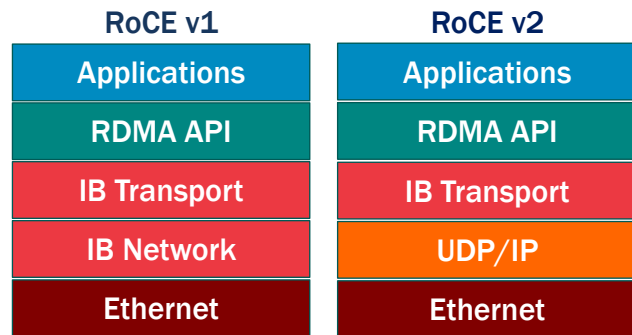 RoCE v1
Applications
RDMA API
IB Transport
IB Network
Ethernet
RoCE v2
Applications
RDMA API
IB Transport
UDP/IP
Ethernet